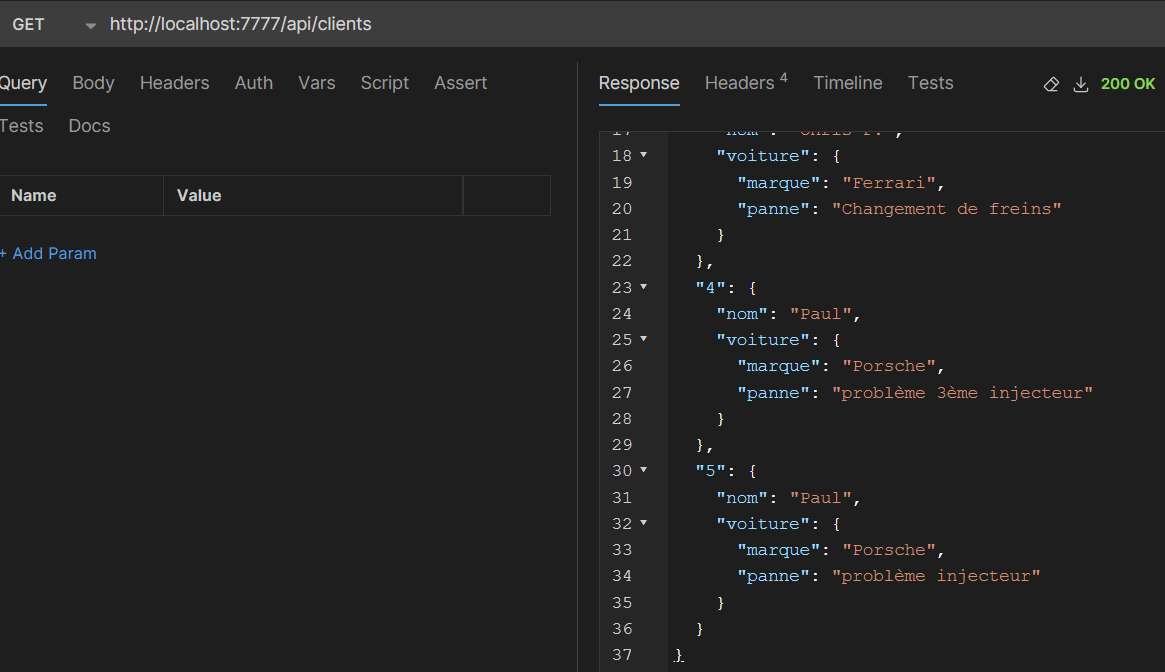 GET http://localhost:7777/api/clients
Query Body Headers Auth Vars Script Assert
Tests Docs
Name Value
+ Add Param
Response Headers 4 Timeline Tests 200 OK
18 "voiture": {
19 "marque": "Ferrari",
20 "panne": "Changement de freins"
21 }
22 },
23 "4": {
24 "nom": "Paul",
25 "voiture": {
26 "marque": "Porsche",
27 "panne": "problème 3ème injecteur"
28 }
29 },
30 "5": {
31 "nom": "Paul",
32 "voiture": {
33 "marque": "Porsche",
34 "panne": "problème injecteur"
35 }
36 }
37 }